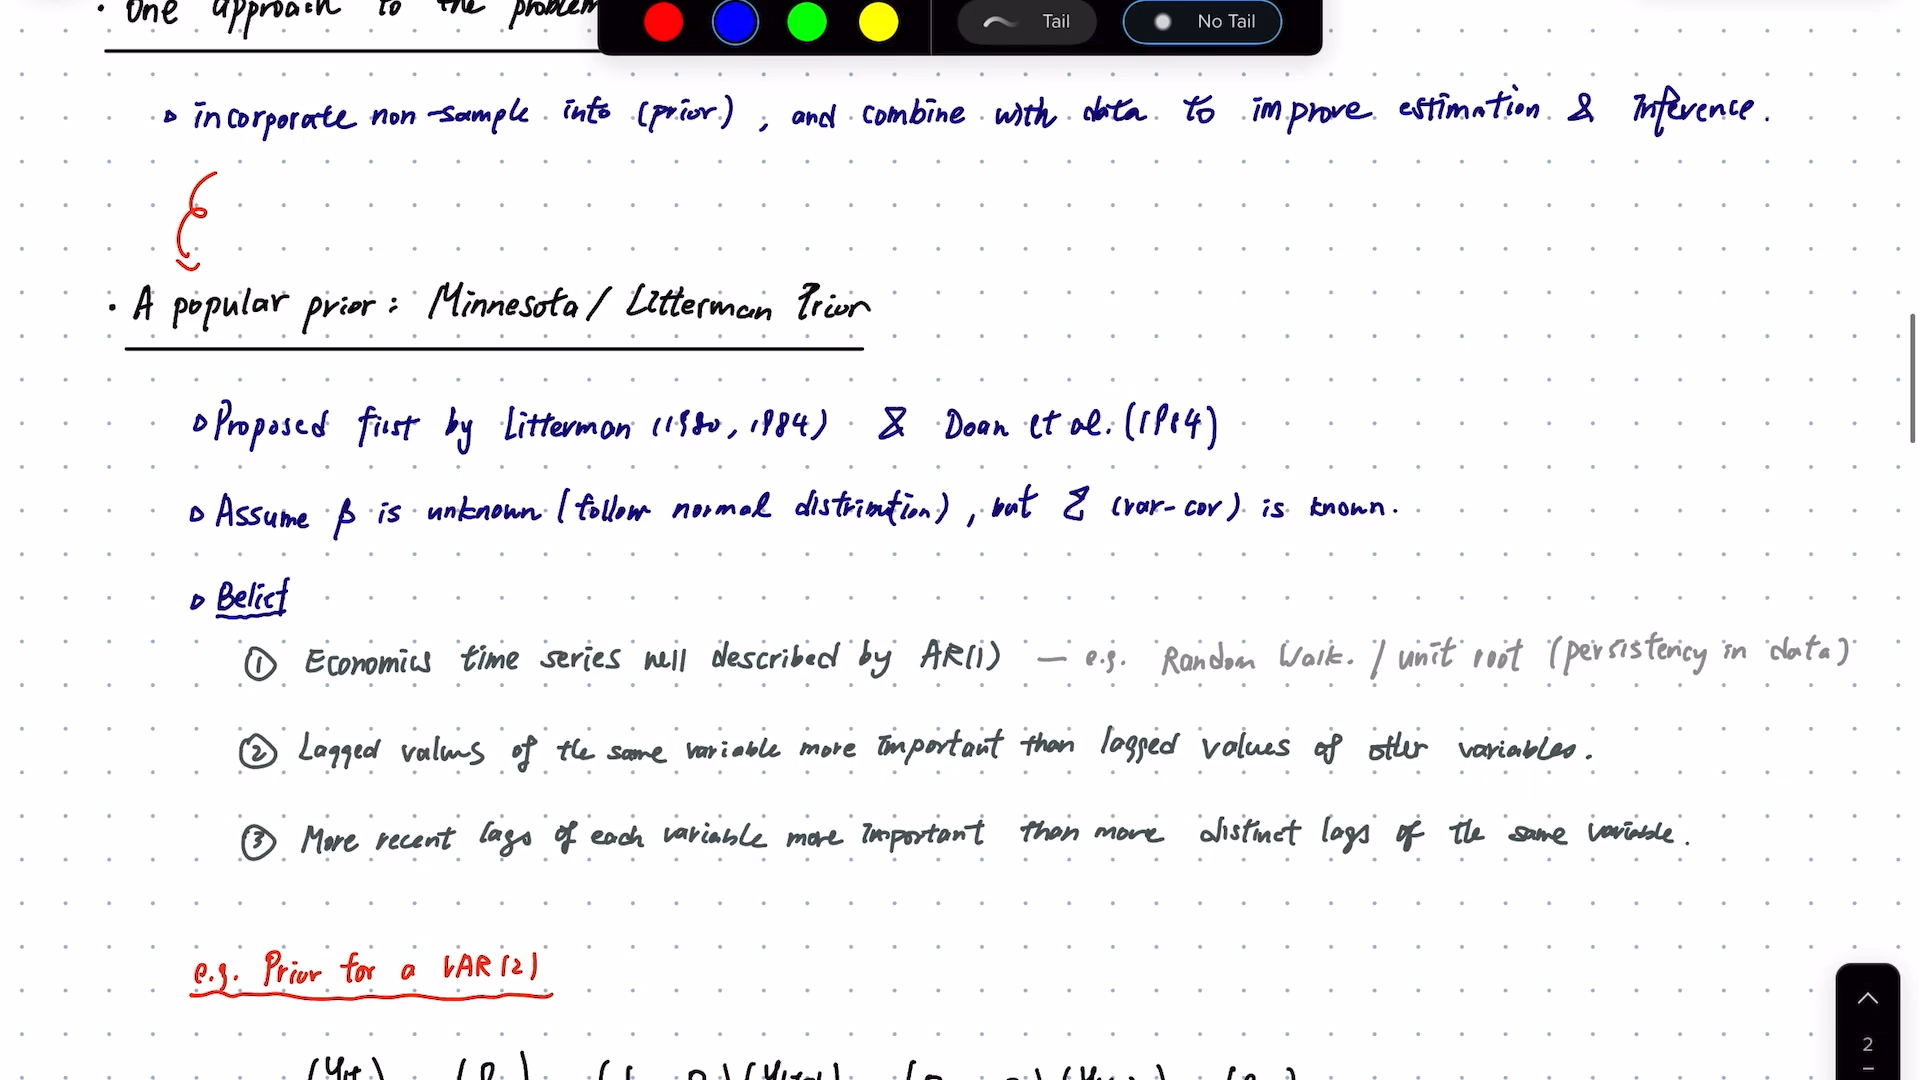 • One approach to the problem
Tail
No Tail
▹ incorporate non-sample info (prior), and combine with data to improve estimation & Inference.
• A popular prior: Minnesota / Litterman Prior
▹ Proposed first by Litterman (1980, 1984) & Doan et al. (1984)
▹ Assume β is unknown (follow normal distribution), but Σ (var-cov) is known.
▹ Belief
① Economics time series well described by AR(1) — e.g. Random Walk. / unit root (persistency in data)
② Lagged values of the same variable more important than lagged values of other variables.
③ More recent lags of each variable more important than more distinct lags of the same variable.
e.g. Prior for a VAR(2)
2